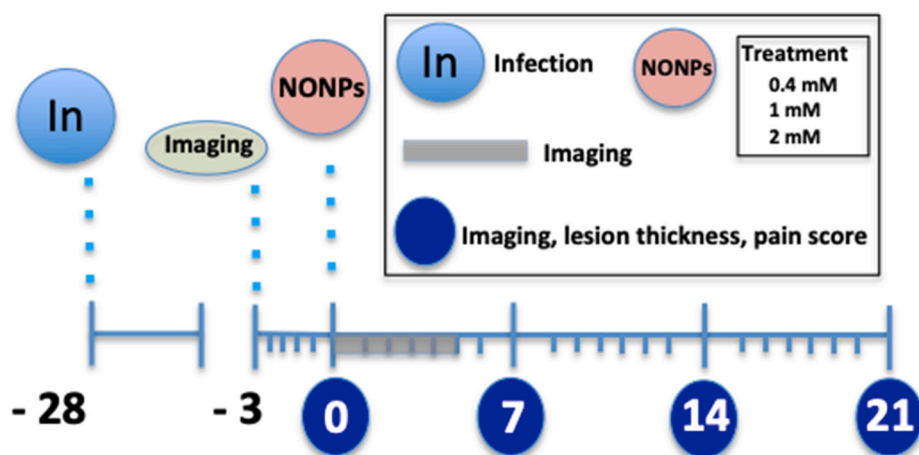 In
Imaging
NONPs
In
Infection
NONPs
Treatment
0.4 mM
1 mM
2 mM
Imaging
Imaging, lesion thickness, pain score
- 28
- 3
0
7
14
21